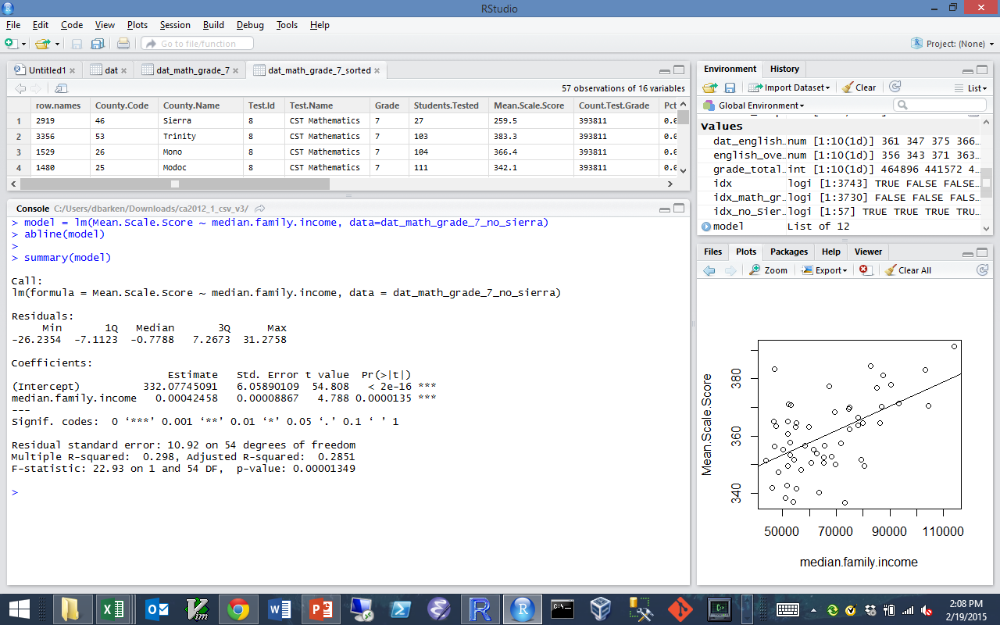 RStudio
File Edit Code View Plots Session Build Debug Tools Help
Go to file/function
Project: (None)
Untitled1 dat dat_math_grade_7 dat_math_grade_7_sorted
57 observations of 16 variables
row.names County.Code County.Name Test.Id Test.Name Grade Students.Tested Mean.Scale.Score Count.Test.Grade Pct
1 2919 46 Sierra 8 CST Mathematics 7 27 259.5 393811
2 3356 53 Trinity 8 CST Mathematics 7 103 383.3 393811
3 1529 26 Mono 8 CST Mathematics 7 104 366.4 393811
4 1480 25 Modoc 8 CST Mathematics 7 111 342.1 393811
Console C:/Users/dbarken/Downloads/ca2012_1_csv_v3/
> model = lm(Mean.Scale.Score ~ median.family.income, data=dat_math_grade_7_no_sierra)
> abline(model)
>
> summary(model)
Call:
lm(formula = Mean.Scale.Score ~ median.family.income, data = dat_math_grade_7_no_sierra)
Residuals:
Min 1Q Median 3Q Max
-26.2354 -7.1123 -0.7788 7.2673 31.2758
Coefficients:
Estimate Std. Error t value Pr(>|t|)
(Intercept) 332.07745091 6.05890109 54.808 < 2e-16 ***
median.family.income 0.00042458 0.00008867 4.788 0.0000135 ***
---
Signif. codes: 0 ‘***’ 0.001 ‘**’ 0.01 ‘*’ 0.05 ‘.’ 0.1 ‘ ’ 1
Residual standard error: 10.92 on 54 degrees of freedom
Multiple R-squared: 0.298, Adjusted R-squared: 0.2851
F-statistic: 22.93 on 1 and 54 DF, p-value: 0.00001349
>
Environment History
Import Dataset Clear List
Global Environment
Values
dat_english… num [1:10(1d)] 361 347 375 366…
english_ove… num [1:10(1d)] 356 343 371 363…
grade_total… int [1:10(1d)] 464896 441572 4…
idx logi [1:3743] TRUE FALSE FALSE…
idx_math_gr… logi [1:3730] FALSE FALSE FALS…
idx_no_Sier… logi [1:57] TRUE TRUE TRUE TRU…
model List of 12
Files Plots Packages Help Viewer
Zoom Export Clear All
Mean.Scale.Score
380
360
340
50000 70000 90000 110000
median.family.income
2:08 PM
2/19/2015